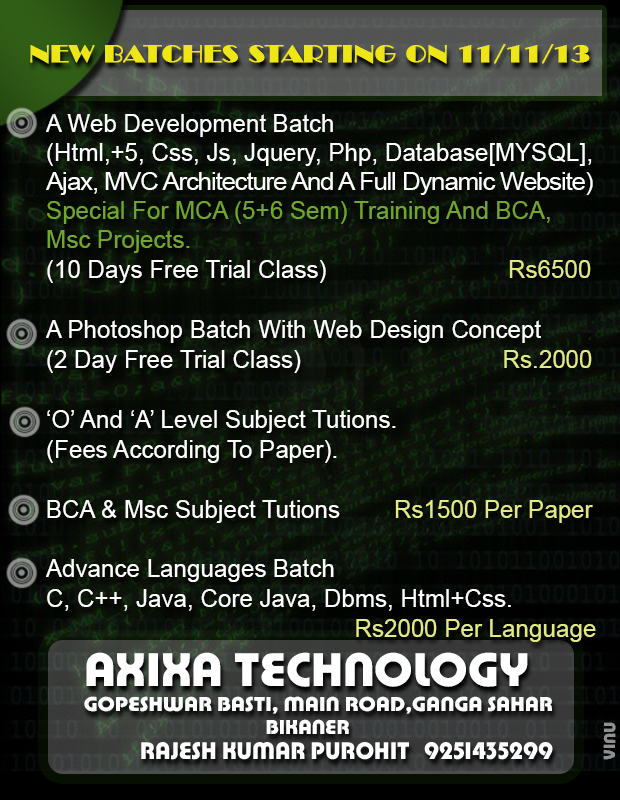 NEW BATCHES STARTING ON 11/11/13
A Web Development Batch
(Html,+5, Css, Js, Jquery, Php, Database[MYSQL],
Ajax, MVC Architecture And A Full Dynamic Website)
Special For MCA (5+6 Sem) Training And BCA,
Msc Projects.
(10 Days Free Trial Class) Rs6500
A Photoshop Batch With Web Design Concept
(2 Day Free Trial Class) Rs.2000
‘O’ And ‘A’ Level Subject Tutions.
(Fees According To Paper).
BCA & Msc Subject Tutions Rs1500 Per Paper
Advance Languages Batch
C, C++, Java, Core Java, Dbms, Html+Css.
Rs2000 Per Language
AXIXA TECHNOLOGY
GOPESHWAR BASTI, MAIN ROAD,GANGA SAHAR
BIKANER
RAJESH KUMAR PUROHIT 9251435299
VINU